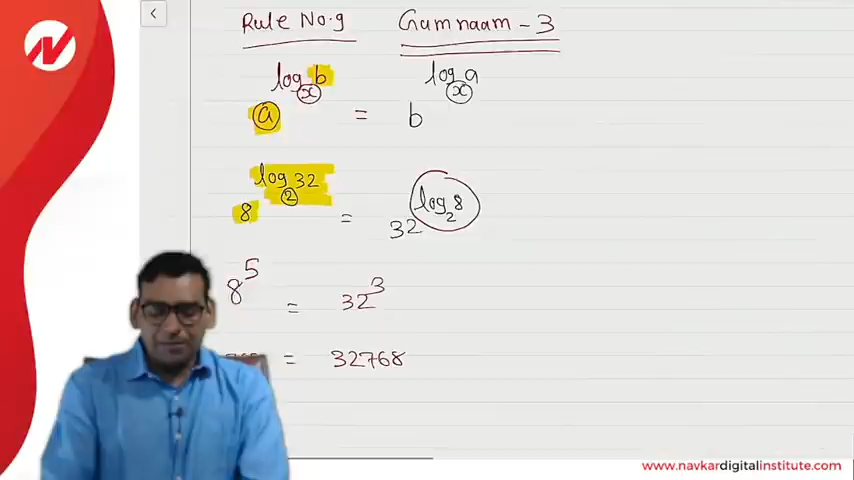 Rule No.9 Gamnaam - 3
a^log_x b = b^log_x a
8^log_2 32 = 32^log_2 8
8^5 = 32^3
= 32768
www.navkardigitalinstitute.com